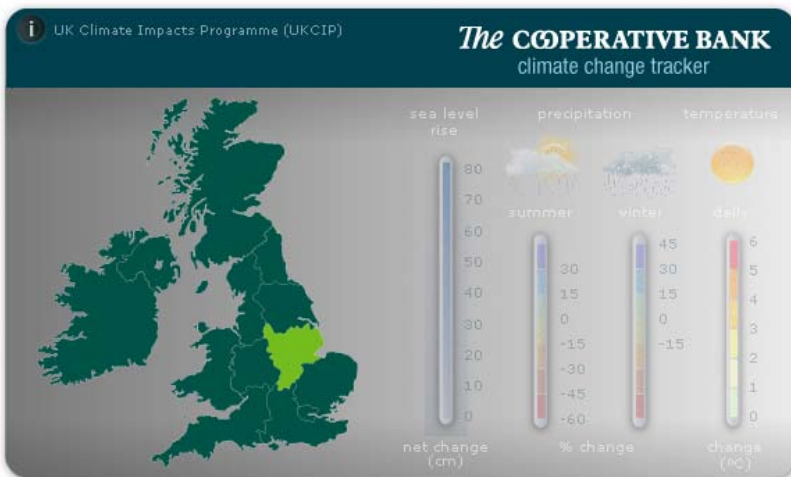 i UK Climate Impacts Programme (UKCIP)
The COOPERATIVE BANK
climate change tracker
sea level
rise
precipitation
temperature
summer
winter
daily
80
70
60
50
40
30
20
10
0
30
15
0
-15
-30
-45
-60
45
30
15
0
-15
6
5
4
3
2
1
0
net change
(cm)
% change
change
(ºC)